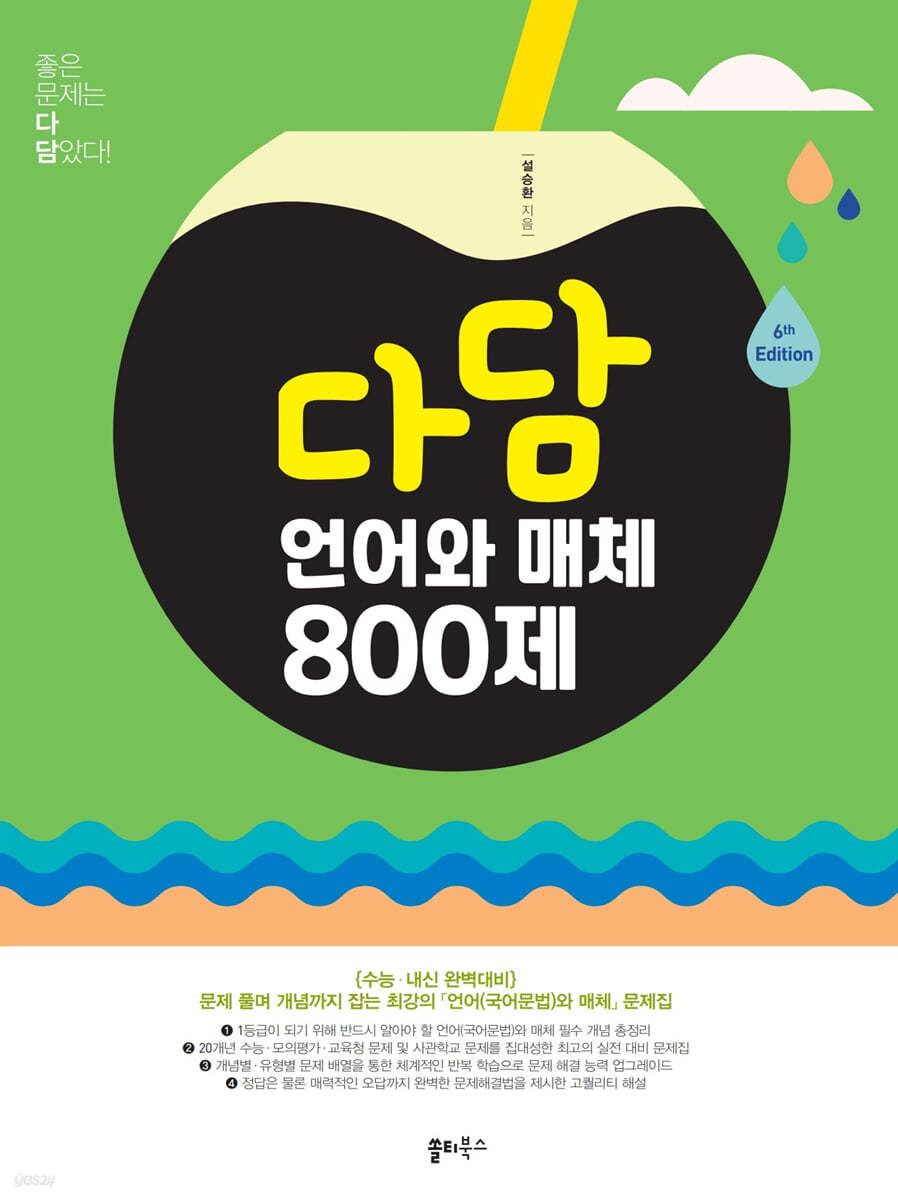 좋은
문제는
다
담았다!
설승환 지음
6th
Edition
다담
언어와 매체
800제
{수능·내신 완벽대비}
문제 풀며 개념까지 잡는 최강의 「언어(국어문법)와 매체」 문제집
❶ 1등급이 되기 위해 반드시 알아야 할 언어(국어문법)와 매체 필수 개념 총정리
❷ 20개년 수능·모의평가·교육청 문제 및 사관학교 문제를 집대성한 최고의 실전 대비 문제집
❸ 개념별·유형별 문제 배열을 통한 체계적인 반복 학습으로 문제 해결 능력 업그레이드
❹ 정답은 물론 매력적인 오답까지 완벽한 문제해결법을 제시한 고퀄리티 해설
쏠티북스
yes24